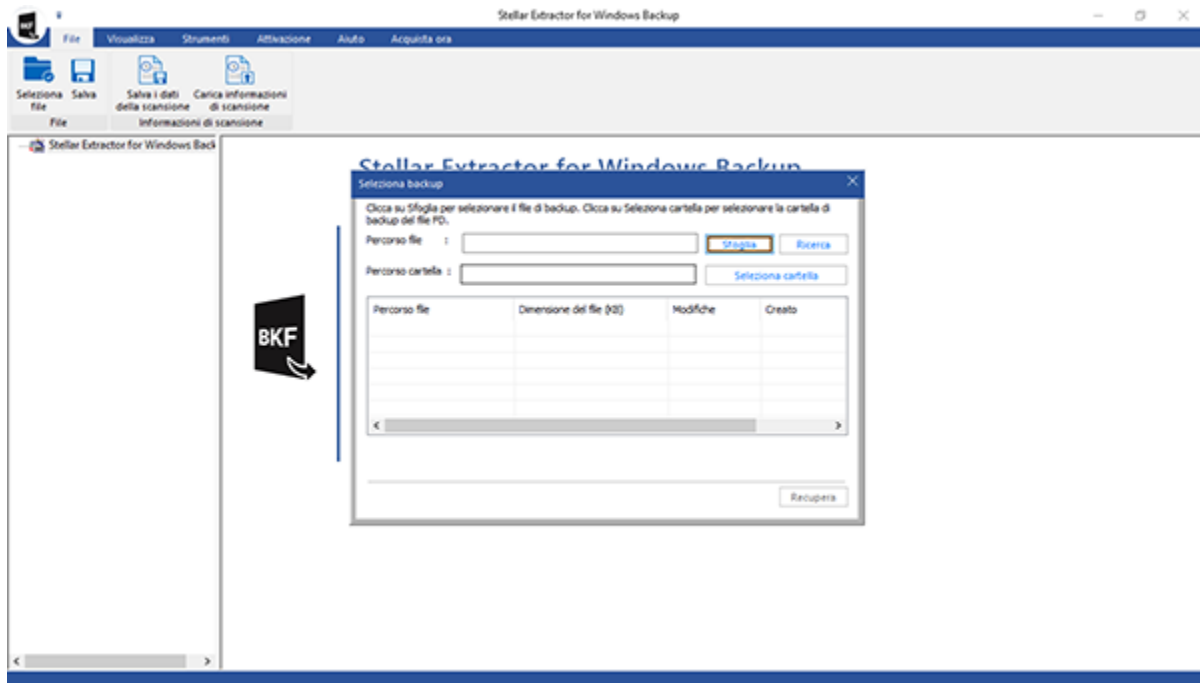 Stellar Extractor for Windows Backup
BKF
File Visualizza Strumenti Attivazione Aiuto Acquista ora
Seleziona file
Salva
Salva i dati della scansione
Carica informazioni di scansione
File
Informazioni di scansione
Stellar Extractor for Windows Back
Stellar Extractor for Windows Backup
BKF
Seleziona backup
Clicca su Sfoglia per selezionare il file di backup. Clicca su Seleziona cartella per selezionare la cartella di
backup del file FD.
Percorso file : Sfoglia Ricerca
Percorso cartella : Seleziona cartella
Percorso file Dimensione del file (KB) Modifiche Creato
Recupera